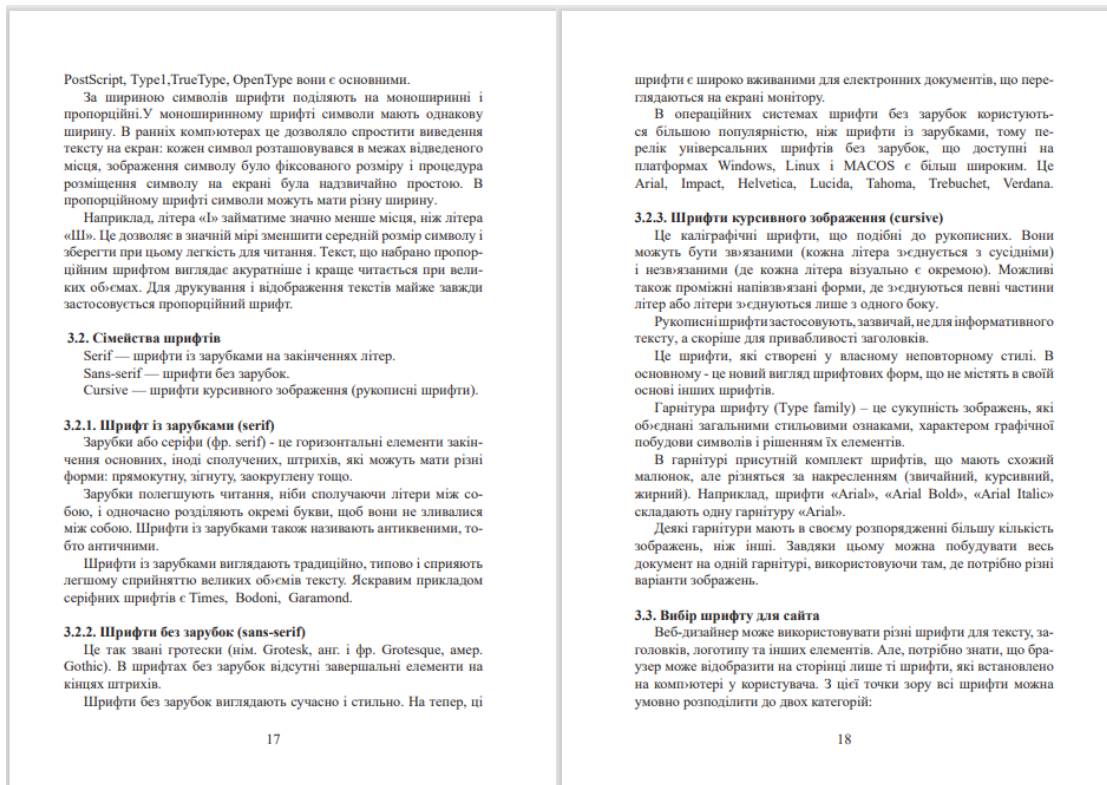 PostScript, Type1,TrueType, OpenType вони є основними.
За шириною символів шрифти поділяють на моноширинні і
пропорційні.У моноширинному шрифті символи мають однакову
ширину. В ранніх комп›ютерах це дозволяло спростити виведення
тексту на екран: кожен символ розташовувався в межах відведеного
місця, зображення символу було фіксованого розміру і процедура
розміщення символу на екрані була надзвичайно простою. В
пропорційному шрифті символи можуть мати різну ширину.
Наприклад, літера «І» займатиме значно менше місця, ніж літера
«Ш». Це дозволяє в значній мірі зменшити середній розмір символу і
зберегти при цьому легкість для читання. Текст, що набрано пропор-
ційним шрифтом виглядає акуратніше і краще читається при вели-
ких об›ємах. Для друкування і відображення текстів майже завжди
застосовується пропорційний шрифт.
3.2. Сімейства шрифтів
Serif — шрифти із зарубками на закінченнях літер.
Sans-serif — шрифти без зарубок.
Cursive — шрифти курсивного зображення (рукописні шрифти).
3.2.1. Шрифт із зарубками (serif)
Зарубки або серіфи (фр. serif) - це горизонтальні елементи закін-
чення основних, іноді сполучених, штрихів, які можуть мати різні
форми: прямокутну, зігнуту, заокруглену тощо.
Зарубки полегшують читання, ніби сполучаючи літери між со-
бою, і одночасно розділяють окремі букви, щоб вони не зливалися
між собою. Шрифти із зарубками також називають антиквеними, то-
бто античними.
Шрифти із зарубками виглядають традиційно, типово і сприяють
легшому сприйняттю великих об›ємів тексту. Яскравим прикладом
серіфних шрифтів є Times, Bodoni, Garamond.
3.2.2. Шрифти без зарубок (sans-serif)
Це так звані гротески (нім. Grotesk, анг. і фр. Grotesque, амер.
Gothic). В шрифтах без зарубок відсутні завершальні елементи на
кінцях штрихів.
Шрифти без зарубок виглядають сучасно і стильно. На тепер, ці
17
шрифти є широко вживаними для електронних документів, що пере-
глядаються на екрані монітору.
В операційних системах шрифти без зарубок користують-
ся більшою популярністю, ніж шрифти із зарубками, тому пе-
релік універсальних шрифтів без зарубок, що доступні на
платформах Windows, Linux і MACOS є більш широким. Це
Arial, Impact, Helvetica, Lucida, Tahoma, Trebuchet, Verdana.
3.2.3. Шрифти курсивного зображення (cursive)
Це каліграфічні шрифти, що подібні до рукописних. Вони
можуть бути зв›язаними (кожна літера з›єднується з сусідніми)
і незв›язаними (де кожна літера візуально є окремою). Можливі
також проміжні напівзв›язані форми, де з›єднуються певні частини
літер або літери з›єднуються лише з одного боку.
Рукописні шрифти застосовують, зазвичай, не для інформативного
тексту, а скоріше для привабливості заголовків.
Це шрифти, які створені у власному неповторному стилі. В
основному - це новий вигляд шрифтових форм, що не містять в своїй
основі інших шрифтів.
Гарнітура шрифту (Type family) – це сукупність зображень, які
об›єднані загальними стильовими ознаками, характером графічної
побудови символів і рішенням їх елементів.
В гарнітурі присутній комплект шрифтів, що мають схожий
малюнок, але різняться за накресленням (звичайний, курсивний,
жирний). Наприклад, шрифти «Arial», «Arial Bold», «Arial Italic»
складають одну гарнітуру «Arial».
Деякі гарнітури мають в своєму розпорядженні більшу кількість
зображень, ніж інші. Завдяки цьому можна побудувати весь
документ на одній гарнітурі, використовуючи там, де потрібно різні
варіанти зображень.
3.3. Вибір шрифту для сайта
Веб-дизайнер може використовувати різні шрифти для тексту, за-
головків, логотипу та інших елементів. Але, потрібно знати, що бра-
узер може відобразити на сторінці лише ті шрифти, які встановлено
на комп›ютері у користувача. З цієї точки зору всі шрифти можна
умовно розподілити до двох категорій:
18